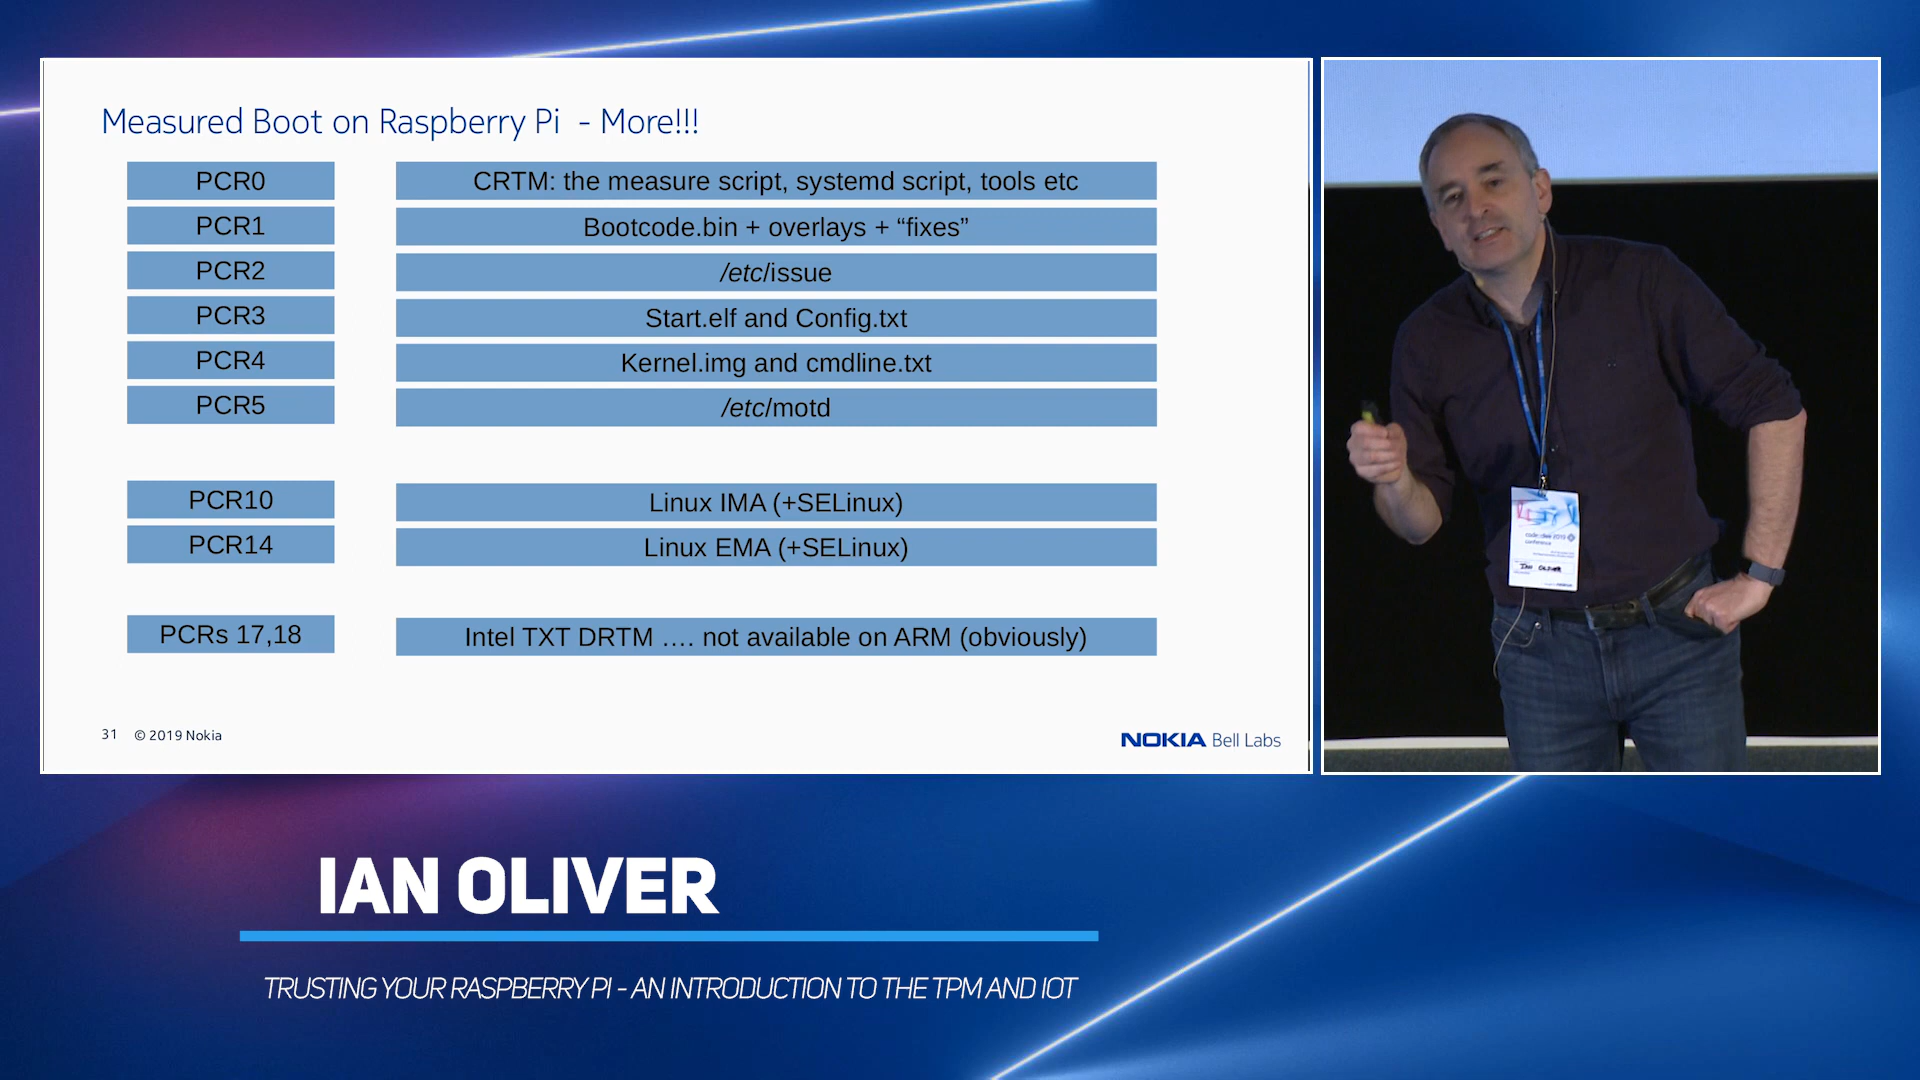 Measured Boot on Raspberry Pi - More!!!
PCR0 CRTM: the measure script, systemd script, tools etc
PCR1 Bootcode.bin + overlays + “fixes”
PCR2 /etc/issue
PCR3 Start.elf and Config.txt
PCR4 Kernel.img and cmdline.txt
PCR5 /etc/motd
PCR10 Linux IMA (+SELinux)
PCR14 Linux EMA (+SELinux)
PCRs 17,18 Intel TXT DRTM .... not available on ARM (obviously)
31 © 2019 Nokia
NOKIA Bell Labs
conference
IAN OLIVER
IAN OLIVER
TRUSTING YOUR RASPBERRY PI - AN INTRODUCTION TO THE TPM AND IOT